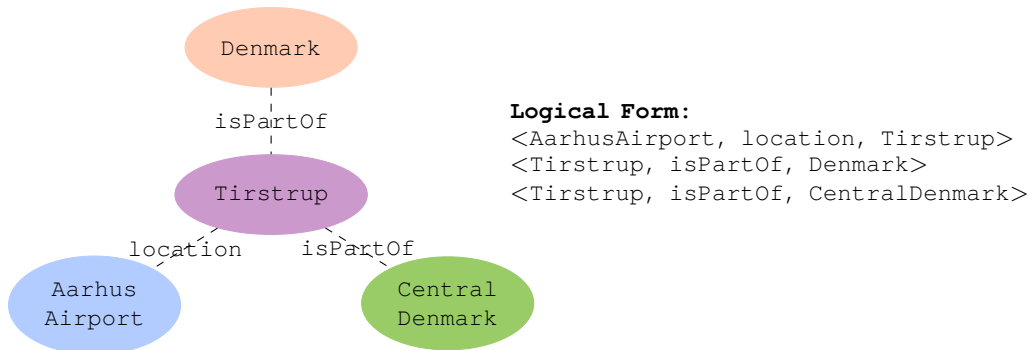 Denmark
isPartOf
Tirstrup
location
isPartOf
Aarhus
Airport
Central
Denmark
Logical Form:
<AarhusAirport, location, Tirstrup>
<Tirstrup, isPartOf, Denmark>
<Tirstrup, isPartOf, CentralDenmark>